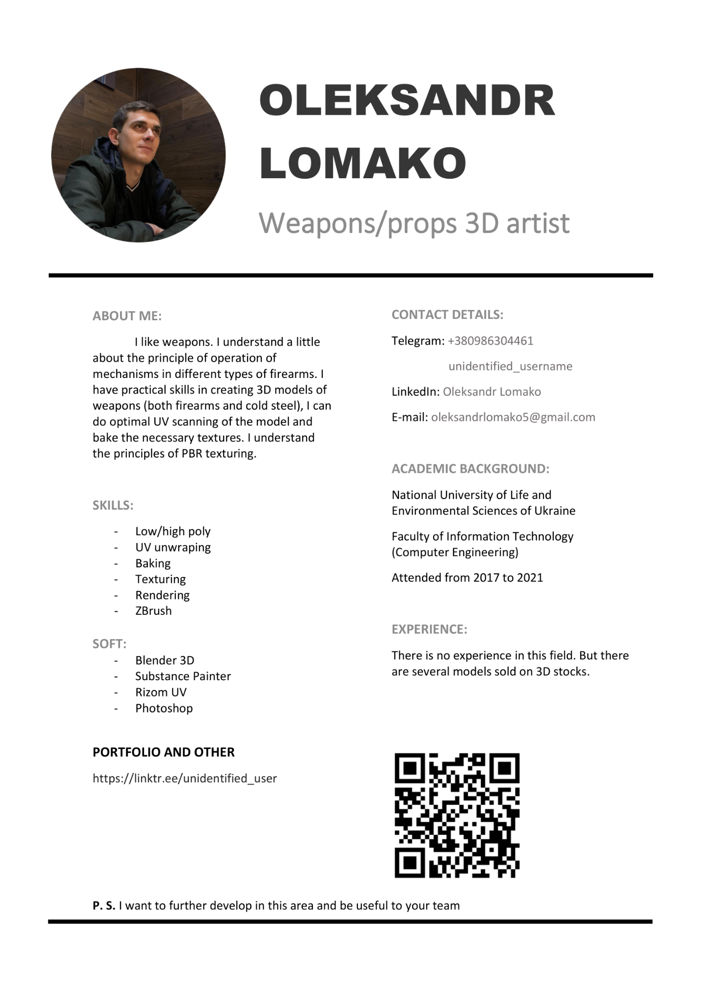 OLEKSANDR
LOMAKO
Weapons/props 3D artist
ABOUT ME:
I like weapons. I understand a little
about the principle of operation of
mechanisms in different types of firearms. I
have practical skills in creating 3D models of
weapons (both firearms and cold steel), I can
do optimal UV scanning of the model and
bake the necessary textures. I understand
the principles of PBR texturing.
SKILLS:
- Low/high poly
- UV unwraping
- Baking
- Texturing
- Rendering
- ZBrush
SOFT:
- Blender 3D
- Substance Painter
- Rizom UV
- Photoshop
PORTFOLIO AND OTHER
https://linktr.ee/unidentified_user
CONTACT DETAILS:
Telegram: +380986304461
unidentified_username
LinkedIn: Oleksandr Lomako
E-mail: oleksandrlomako5@gmail.com
ACADEMIC BACKGROUND:
National University of Life and
Environmental Sciences of Ukraine
Faculty of Information Technology
(Computer Engineering)
Attended from 2017 to 2021
EXPERIENCE:
There is no experience in this field. But there
are several models sold on 3D stocks.
P. S. I want to further develop in this area and be useful to your team